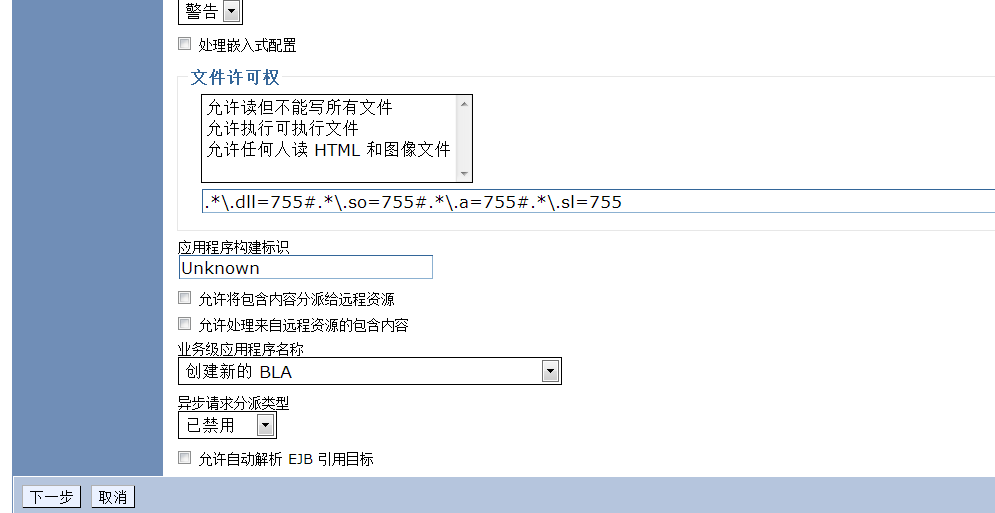 警告
处理嵌入式配置
文件许可权
允许读但不能写所有文件
允许执行可执行文件
允许任何人读 HTML 和图像文件
.*\.dll=755#.*\.so=755#.*\.a=755#.*\.sl=755
应用程序构建标识
Unknown
允许将包含内容分派给远程资源
允许处理来自远程资源的包含内容
业务级应用程序名称
创建新的 BLA
异步请求分派类型
已禁用
允许自动解析 EJB 引用目标
下一步 取消